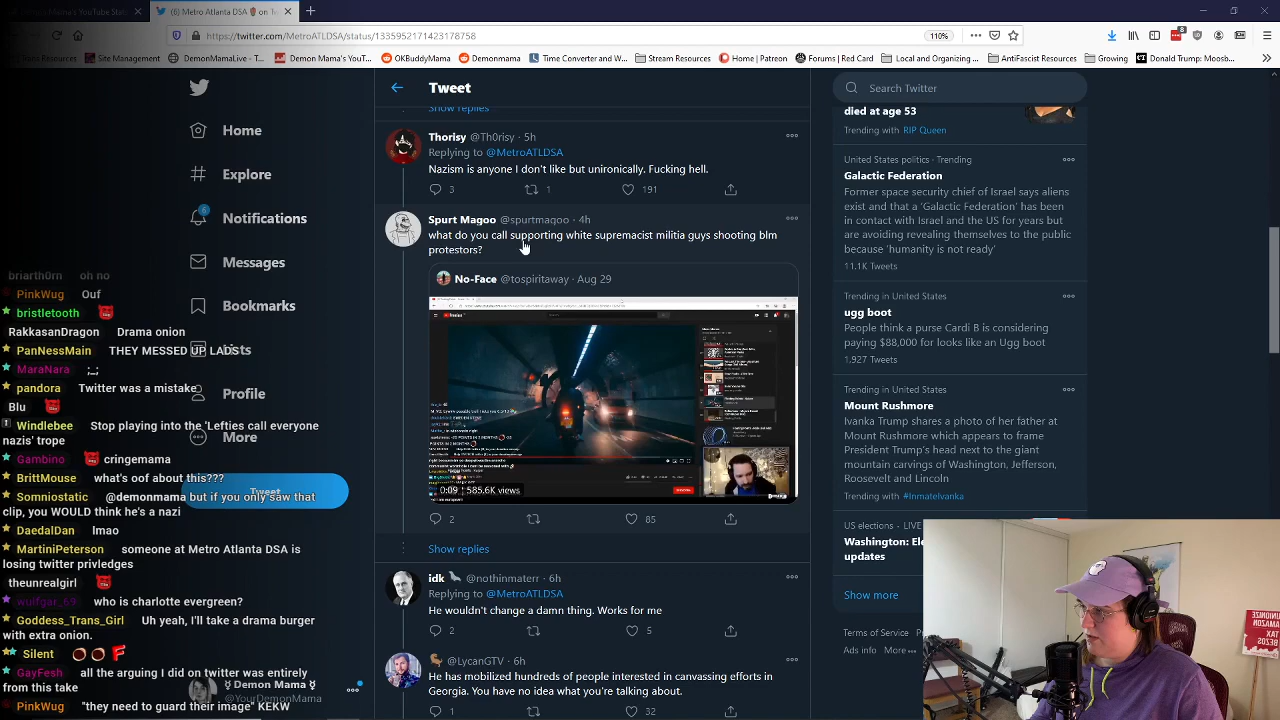 (6) Metro Atlanta DSA 🌹 on Tw
https://twitter.com/MetroATLDSA/status/1335952171423178758
110%
Site Management
DemonMamaLive - T...
Demon Mama's YouT...
OKBuddyMama
Demonmama
Time Converter and W...
Stream Resources
Home | Patreon
Forums | Red Card
Local and Organizing ...
AntiFascist Resources
Growing
Donald Trump: Moosb...
Home
Explore
6
Notifications
Messages
Bookmarks
Lists
Profile
More
Tweet
☿ Demon Mama ☿
@YourDemonMama
Tweet
Show replies
Thorisy @Th0risy · 5h
Replying to @MetroATLDSA
Nazism is anyone I don't like but unironically. Fucking hell.
3 1 191
Spurt Magoo @spurtmagoo · 4h
what do you call supporting white supremacist militia guys shooting blm
protestors?
No-Face @tospiritaway · Aug 29
0:09 585.6K views
2 85
Show replies
idk @nothinmaterr · 6h
Replying to @MetroATLDSA
He wouldn't change a damn thing. Works for me
2 5
@LycanGTV · 6h
He has mobilized hundreds of people interested in canvassing efforts in
Georgia. You have no idea what you're talking about.
1 32
Search Twitter
died at age 53
Trending with RIP Queen
United States politics · Trending
Galactic Federation
Former space security chief of Israel says aliens
exist and that a 'Galactic Federation' has been
in contact with Israel and the US for years but
are avoiding revealing themselves to the public
because 'humanity is not ready'
11.1K Tweets
Trending in United States
ugg boot
People think a purse Cardi B is considering
paying $88,000 for looks like an Ugg boot
1,927 Tweets
Trending in United States
Mount Rushmore
Ivanka Trump shares a photo of her father at
Mount Rushmore which appears to frame
President Trump's head next to the giant
mountain carvings of Washington, Jefferson,
Roosevelt and Lincoln
Trending with #InmateIvanka
US elections · LIVE
Washington: Ele
updates
Show more
Terms of Service
Ads info More
briarth0rn oh no
PinkWug Ouf
bristletooth
RakkasanDragon Drama onion
PanNessMain THEY MESSED UP LADS
MaraNara :.;
pandora Twitter was a mistake
Blu
Windlebee Stop playing into the 'Lefties call everyone
nazis' trope
Gambino cringemama
BrittMouse what's oof about this???
Somniostatic @demonmama but if you only saw that
clip, you WOULD think he's a nazi
DaedalDan lmao
MartiniPeterson someone at Metro Atlanta DSA is
losing twitter priviledges
theunrealgirl
wulfgar_69 who is charlotte evergreen?
Goddess_Trans_Girl Uh yeah, I'll take a drama burger
with extra onion.
Silent
GayFesh all the arguing I did on twitter was entirely
from this take
PinkWug "they need to guard their image" KEKW
UNIONIZE
AMAZON
TAX
BEZOS